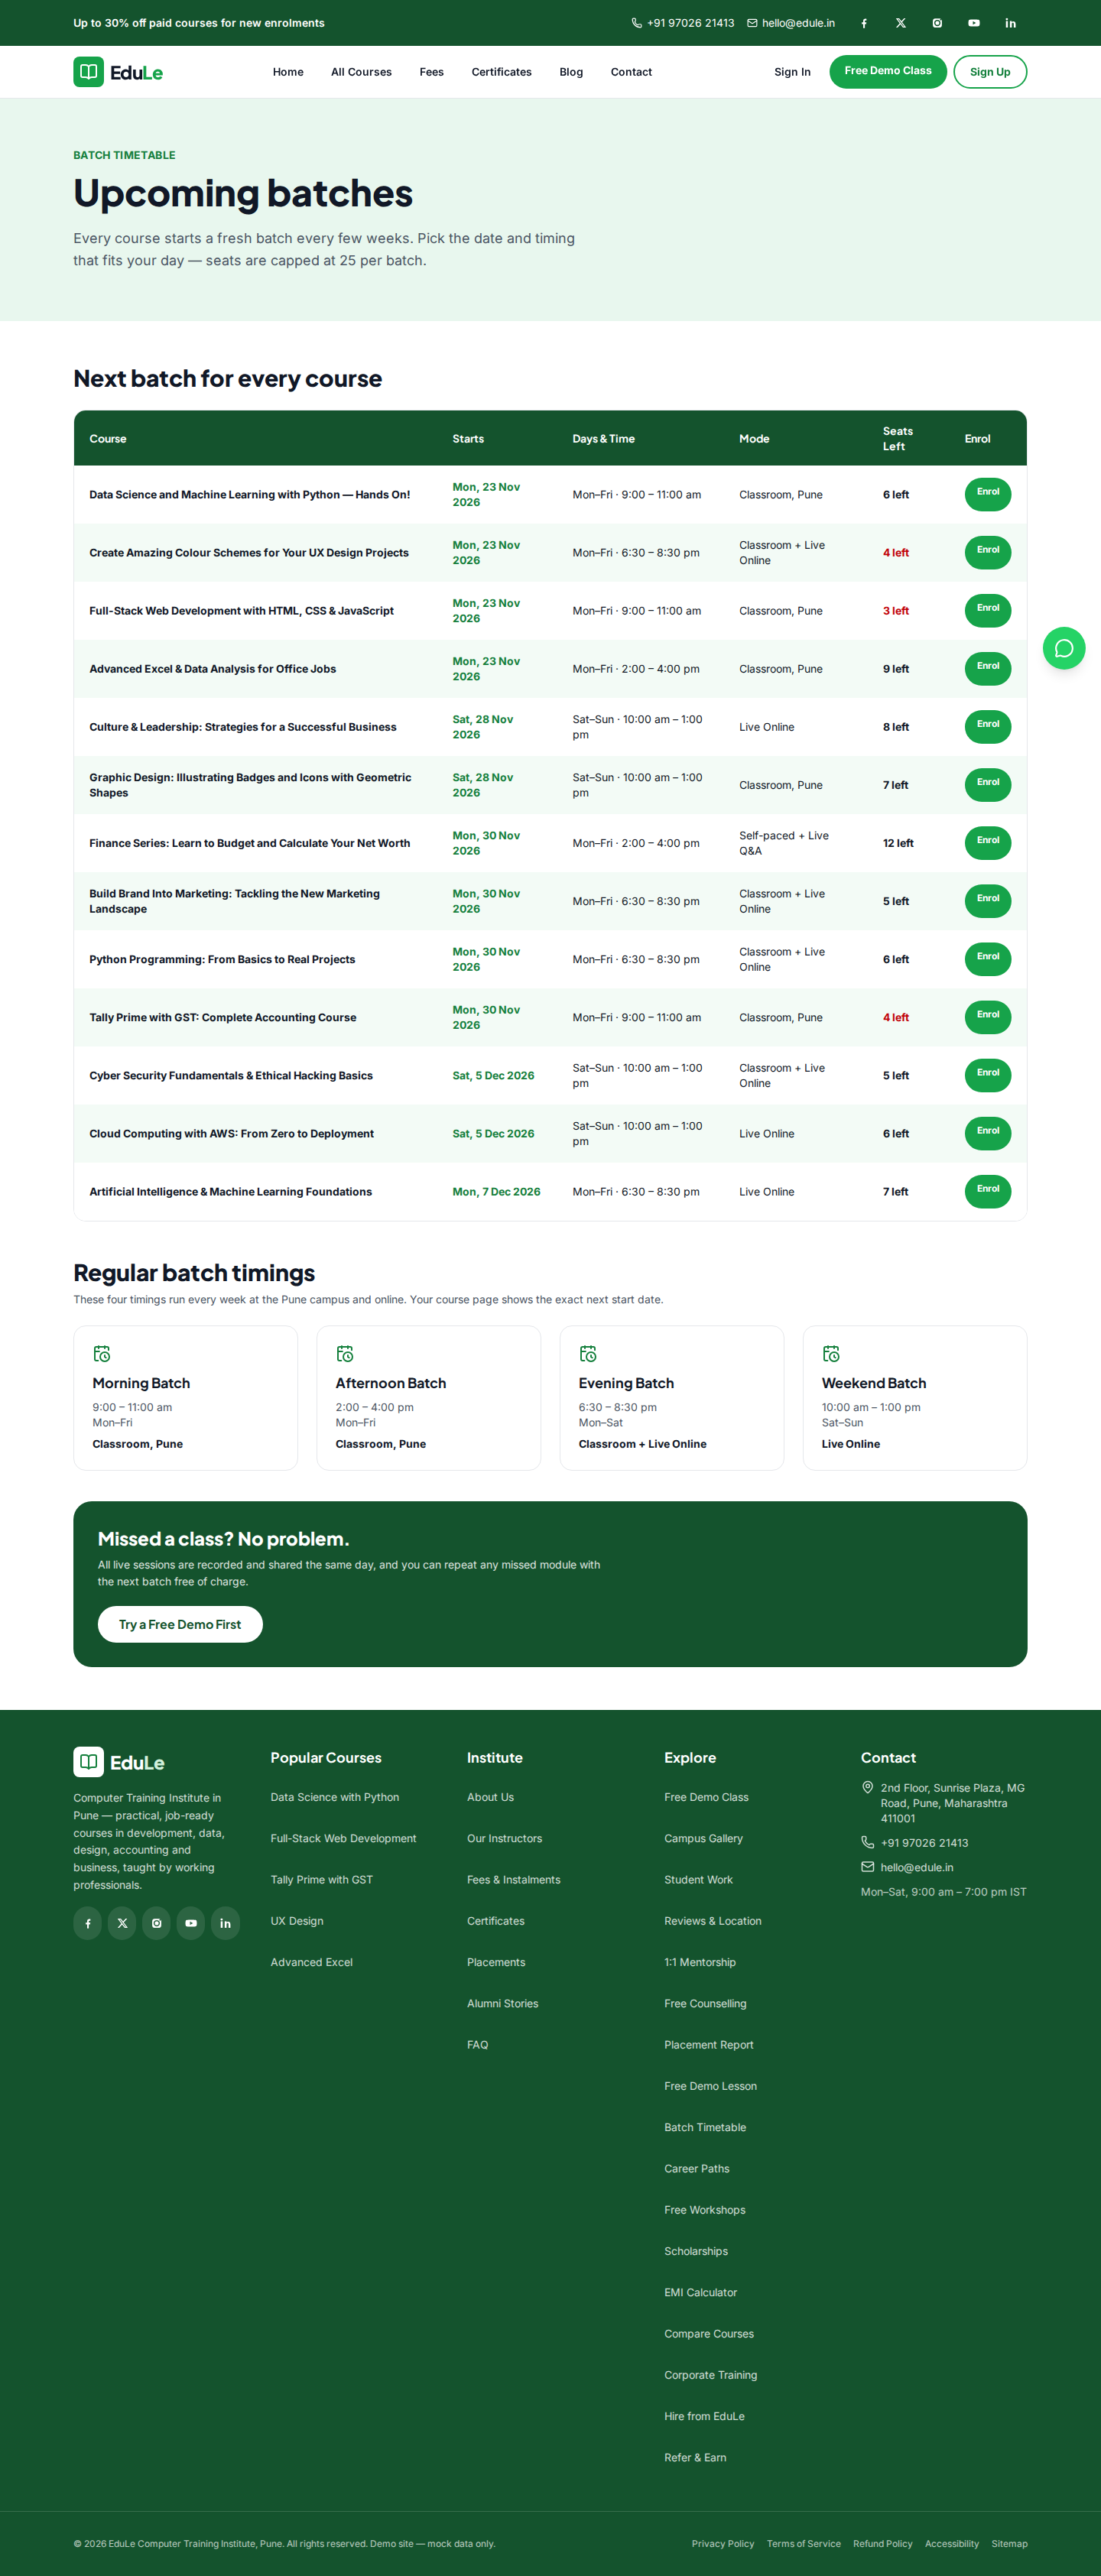 Up to 30% off paid courses for new enrolments
+91 97026 21413
hello@edule.in
EduLe
Home
All Courses
Fees
Certificates
Blog
Contact
Sign In
Free Demo Class
Sign Up
BATCH TIMETABLE
Upcoming batches
Every course starts a fresh batch every few weeks. Pick the date and timing
that fits your day — seats are capped at 25 per batch.
Next batch for every course
Course
Starts
Days & Time
Mode
Seats
Left
Enrol
Data Science and Machine Learning with Python — Hands On!
Mon, 23 Nov
2026
Mon–Fri · 9:00 – 11:00 am
Classroom, Pune
6 left
Enrol
Create Amazing Colour Schemes for Your UX Design Projects
Mon, 23 Nov
2026
Mon–Fri · 6:30 – 8:30 pm
Classroom + Live
Online
4 left
Enrol
Full-Stack Web Development with HTML, CSS & JavaScript
Mon, 23 Nov
2026
Mon–Fri · 9:00 – 11:00 am
Classroom, Pune
3 left
Enrol
Advanced Excel & Data Analysis for Office Jobs
Mon, 23 Nov
2026
Mon–Fri · 2:00 – 4:00 pm
Classroom, Pune
9 left
Enrol
Culture & Leadership: Strategies for a Successful Business
Sat, 28 Nov
2026
Sat–Sun · 10:00 am – 1:00
pm
Live Online
8 left
Enrol
Graphic Design: Illustrating Badges and Icons with Geometric
Shapes
Sat, 28 Nov
2026
Sat–Sun · 10:00 am – 1:00
pm
Classroom, Pune
7 left
Enrol
Finance Series: Learn to Budget and Calculate Your Net Worth
Mon, 30 Nov
2026
Mon–Fri · 2:00 – 4:00 pm
Self-paced + Live
Q&A
12 left
Enrol
Build Brand Into Marketing: Tackling the New Marketing
Landscape
Mon, 30 Nov
2026
Mon–Fri · 6:30 – 8:30 pm
Classroom + Live
Online
5 left
Enrol
Python Programming: From Basics to Real Projects
Mon, 30 Nov
2026
Mon–Fri · 6:30 – 8:30 pm
Classroom + Live
Online
6 left
Enrol
Tally Prime with GST: Complete Accounting Course
Mon, 30 Nov
2026
Mon–Fri · 9:00 – 11:00 am
Classroom, Pune
4 left
Enrol
Cyber Security Fundamentals & Ethical Hacking Basics
Sat, 5 Dec 2026
Sat–Sun · 10:00 am – 1:00
pm
Classroom + Live
Online
5 left
Enrol
Cloud Computing with AWS: From Zero to Deployment
Sat, 5 Dec 2026
Sat–Sun · 10:00 am – 1:00
pm
Live Online
6 left
Enrol
Artificial Intelligence & Machine Learning Foundations
Mon, 7 Dec 2026
Mon–Fri · 6:30 – 8:30 pm
Live Online
7 left
Enrol
Regular batch timings
These four timings run every week at the Pune campus and online. Your course page shows the exact next start date.
Morning Batch
9:00 – 11:00 am
Mon–Fri
Classroom, Pune
Afternoon Batch
2:00 – 4:00 pm
Mon–Fri
Classroom, Pune
Evening Batch
6:30 – 8:30 pm
Mon–Sat
Classroom + Live Online
Weekend Batch
10:00 am – 1:00 pm
Sat–Sun
Live Online
Missed a class? No problem.
All live sessions are recorded and shared the same day, and you can repeat any missed module with
the next batch free of charge.
Try a Free Demo First
EduLe
Computer Training Institute in
Pune — practical, job-ready
courses in development, data,
design, accounting and
business, taught by working
professionals.
Popular Courses
Data Science with Python
Full-Stack Web Development
Tally Prime with GST
UX Design
Advanced Excel
Institute
About Us
Our Instructors
Fees & Instalments
Certificates
Placements
Alumni Stories
FAQ
Explore
Free Demo Class
Campus Gallery
Student Work
Reviews & Location
1:1 Mentorship
Free Counselling
Placement Report
Free Demo Lesson
Batch Timetable
Career Paths
Free Workshops
Scholarships
EMI Calculator
Compare Courses
Corporate Training
Hire from EduLe
Refer & Earn
Contact
2nd Floor, Sunrise Plaza, MG
Road, Pune, Maharashtra
411001
+91 97026 21413
hello@edule.in
Mon–Sat, 9:00 am – 7:00 pm IST
© 2026 EduLe Computer Training Institute, Pune. All rights reserved. Demo site — mock data only.
Privacy Policy
Terms of Service
Refund Policy
Accessibility
Sitemap